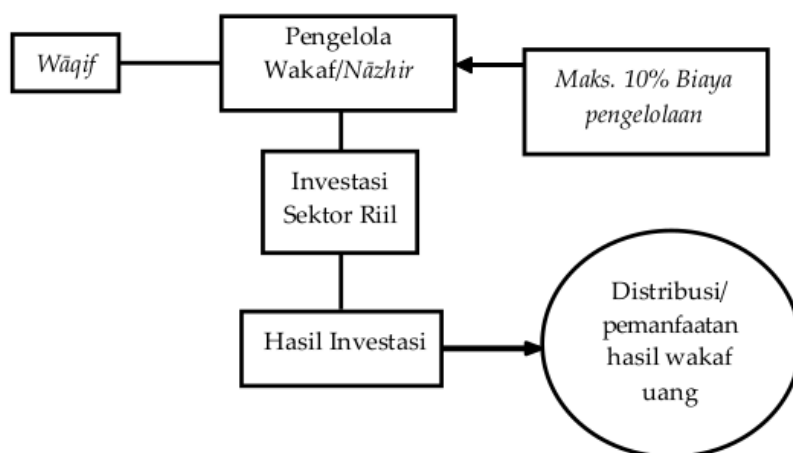 Wāqif
Pengelola
Wakaf/Nāzhir
Maks. 10% Biaya
pengelolaan
Investasi
Sektor Riil
Hasil Investasi
Distribusi/
pemanfaatan
hasil wakaf
uang